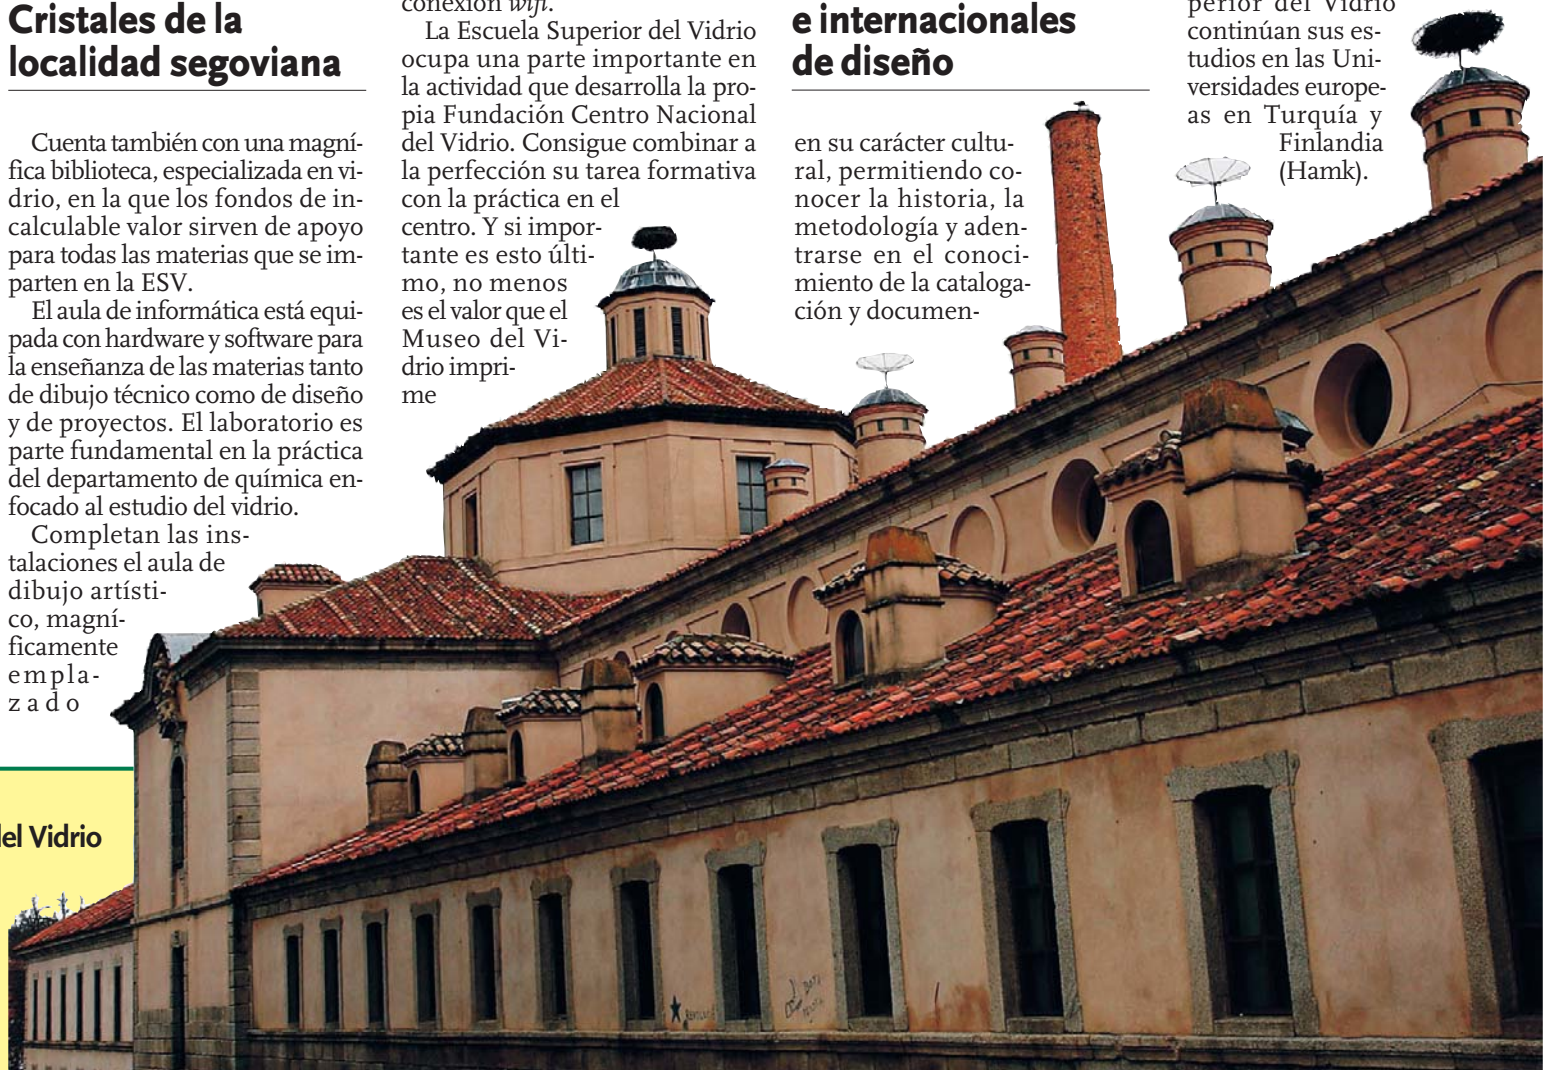 Cristales de la
localidad segoviana
Cuenta también con una magní-
fica biblioteca, especializada en vi-
drio, en la que los fondos de in-
calculable valor sirven de apoyo
para todas las materias que se im-
parten en la ESV.
El aula de informática está equi-
pada con hardware y software para
la enseñanza de las materias tanto
de dibujo técnico como de diseño
y de proyectos. El laboratorio es
parte fundamental en la práctica
del departamento de química en-
focado al estudio del vidrio.
Completan las ins-
talaciones el aula de
dibujo artísti-
co, magní-
ficamente
empla-
zado
del Vidrio
conexión wifi.
La Escuela Superior del Vidrio
ocupa una parte importante en
la actividad que desarrolla la pro-
pia Fundación Centro Nacional
del Vidrio. Consigue combinar a
la perfección su tarea formativa
con la práctica en el
centro. Y si impor-
tante es esto últi-
mo, no menos
es el valor que el
Museo del Vi-
drio impri-
me
e internacionales
de diseño
en su carácter cultu-
ral, permitiendo co-
nocer la historia, la
metodología y aden-
trarse en el conoci-
miento de la cataloga-
ción y documen-
perior del Vidrio
continúan sus es-
tudios en las Uni-
versidades europe-
as en Turquía y
Finlandia
(Hamk).